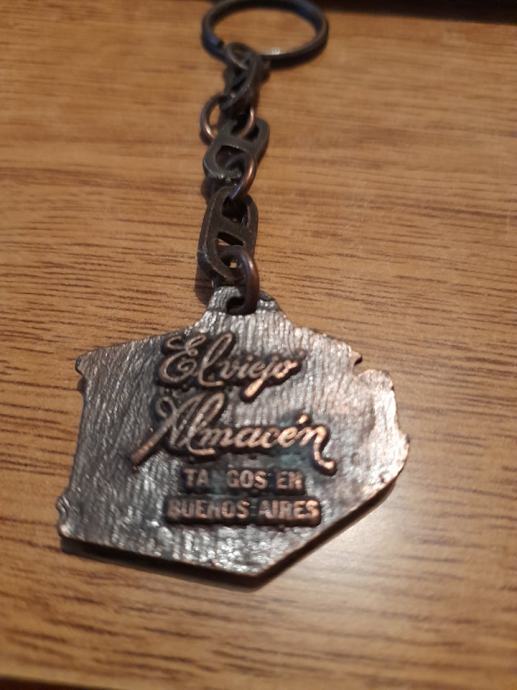 El viejo
Almacén
TA GOS EN
BUENOS AIRES